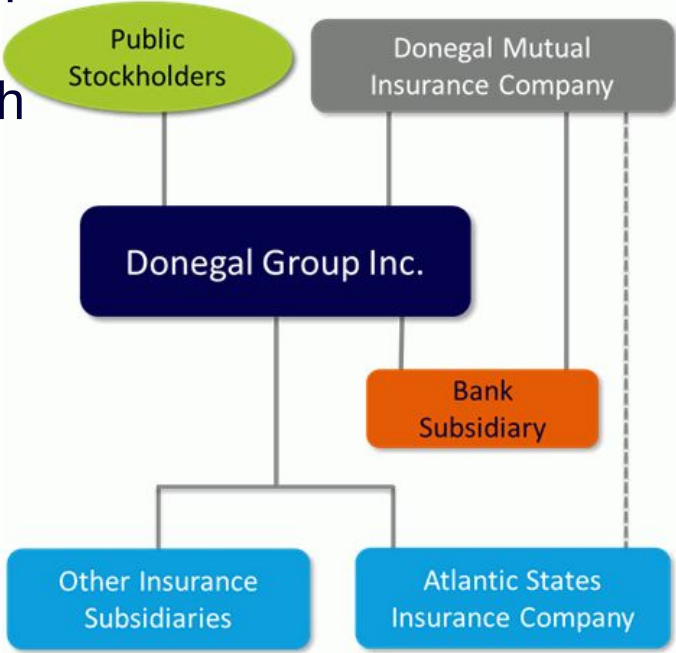 h
Public
Stockholders
Donegal Mutual
Insurance Company
Donegal Group Inc.
Bank
Subsidiary
Other Insurance
Subsidiaries
Atlantic States
Insurance Company